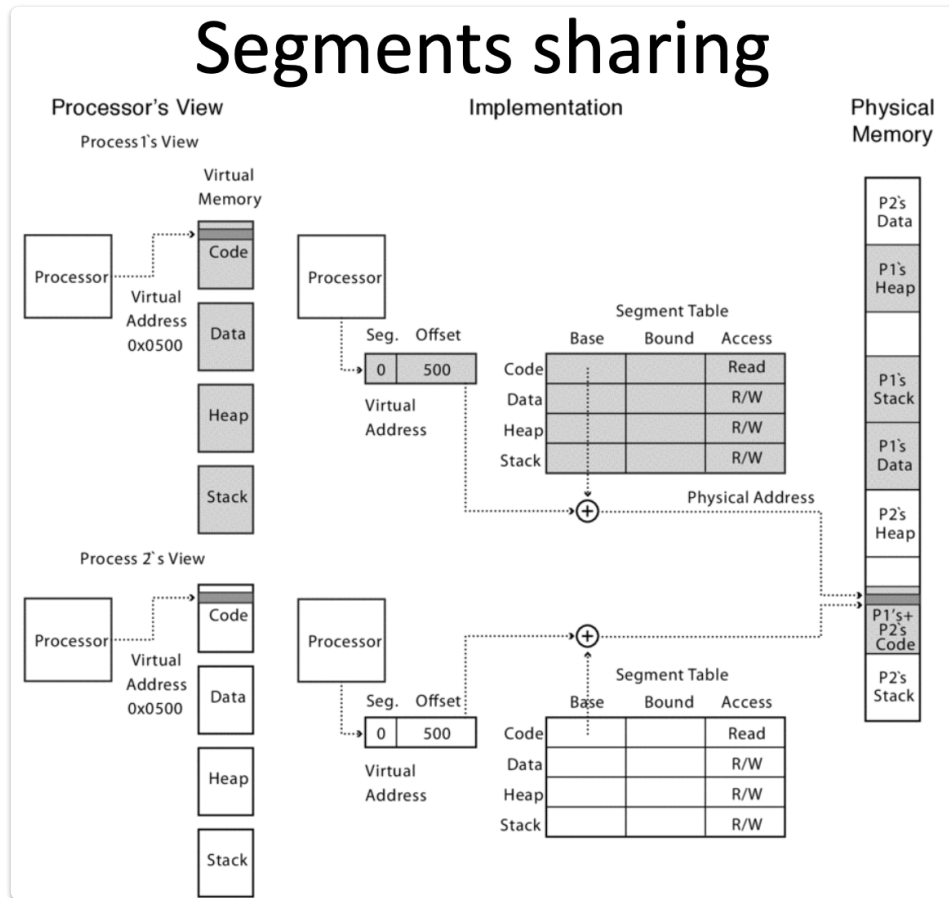 Segments sharing
Processor's View
Implementation
Physical
Memory
Process1`s View
Virtual
Memory
Processor
Virtual
Address
0x0500
Code
Data
Heap
Stack
Processor
Seg. Offset
0 500
Virtual
Address
Segment Table
Base Bound Access
Code Read
Data R/W
Heap R/W
Stack R/W
Physical Address
Process 2`s View
Processor
Virtual
Address
0x0500
Code
Data
Heap
Stack
Processor
Seg. Offset
0 500
Virtual
Address
Segment Table
Base Bound Access
Code Read
Data R/W
Heap R/W
Stack R/W
P2`s
Data
P1`s
Heap
P1`s
Stack
P1`s
Data
P2`s
Heap
P1's+
P2`s
Code
P2`s
Stack